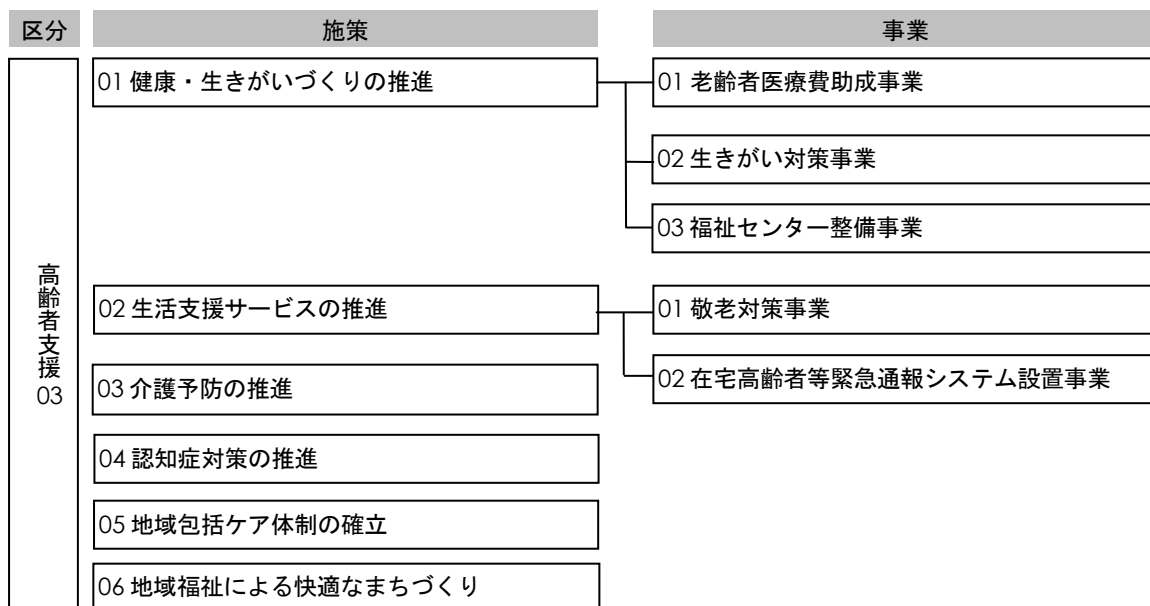 区分
施策
事業
高齢者支援
03
01 健康・生きがいづくりの推進
01 老齢者医療費助成事業
02 生きがい対策事業
03 福祉センター整備事業
02 生活支援サービスの推進
01 敬老対策事業
02 在宅高齢者等緊急通報システム設置事業
03 介護予防の推進
04 認知症対策の推進
05 地域包括ケア体制の確立
06 地域福祉による快適なまちづくり